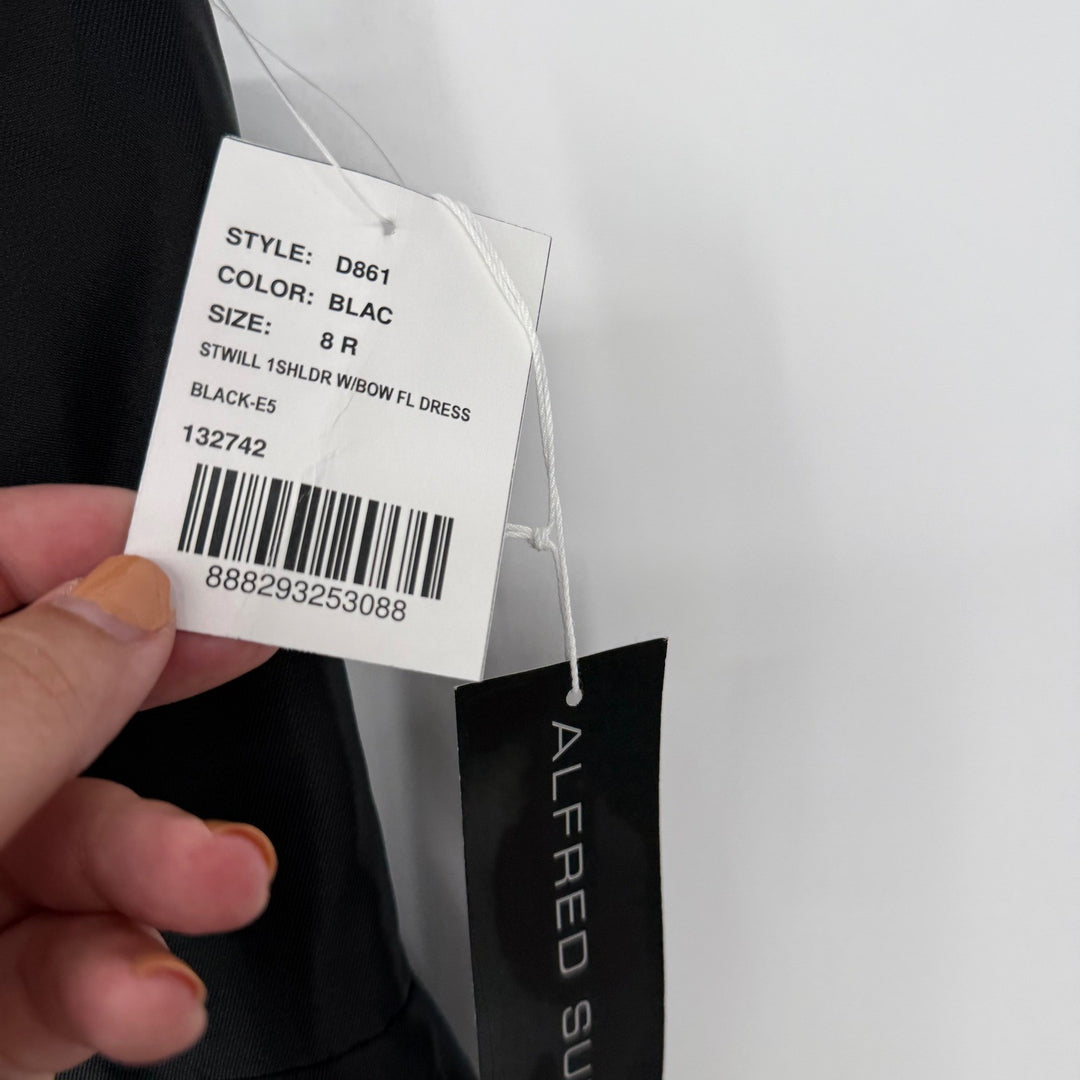 STYLE: D861
COLOR: BLAC
SIZE: 8 R
STWILL 1SHLDR W/BOW FL DRESS
BLACK-E5
132742
888293253088
ALFRED SU